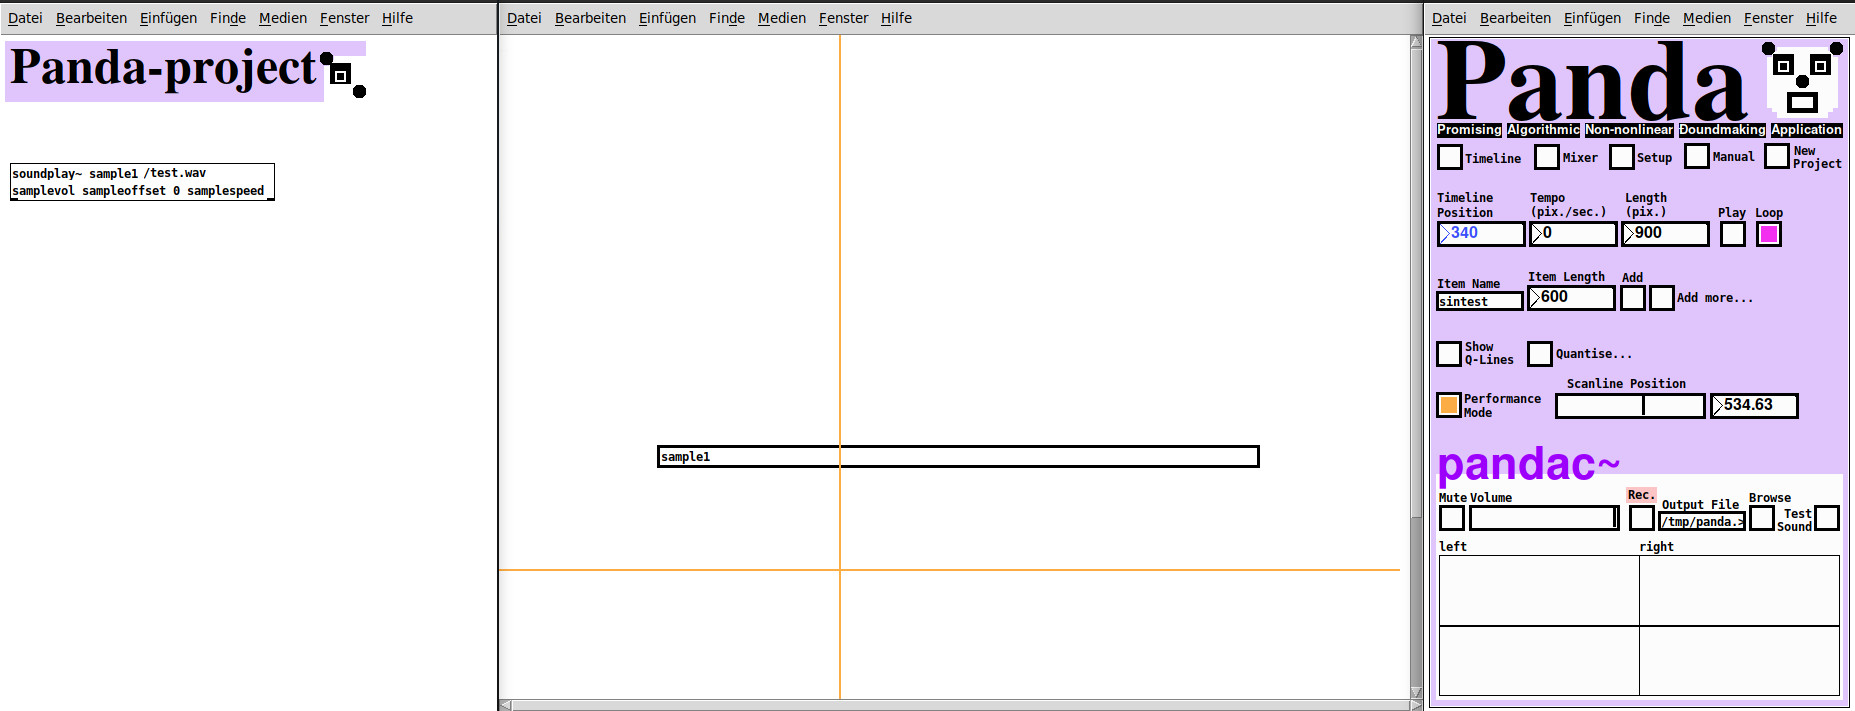 Datei Bearbeiten Einfügen Finde Medien Fenster Hilfe
Panda-project
soundplay~ sample1 /test.wav
samplevol sampleoffset 0 samplespeed
Datei Bearbeiten Einfügen Finde Medien Fenster Hilfe
sample1
Datei Bearbeiten Einfügen Finde Medien Fenster Hilfe
Panda
Promising Algorithmic Non-nonlinear Doundmaking Application
Timeline Mixer Setup Manual New
Project
Timeline Tempo Length
Position (pix./sec.) (pix.) Play Loop
340 0 900
Item Name Item Length Add
sintest 600 Add more...
Show
Q-Lines Quantise...
Scanline Position
Performance
Mode 534.63
pandac~
Mute Volume Rec. Output File Browse
/tmp/panda.> Test
Sound
left right